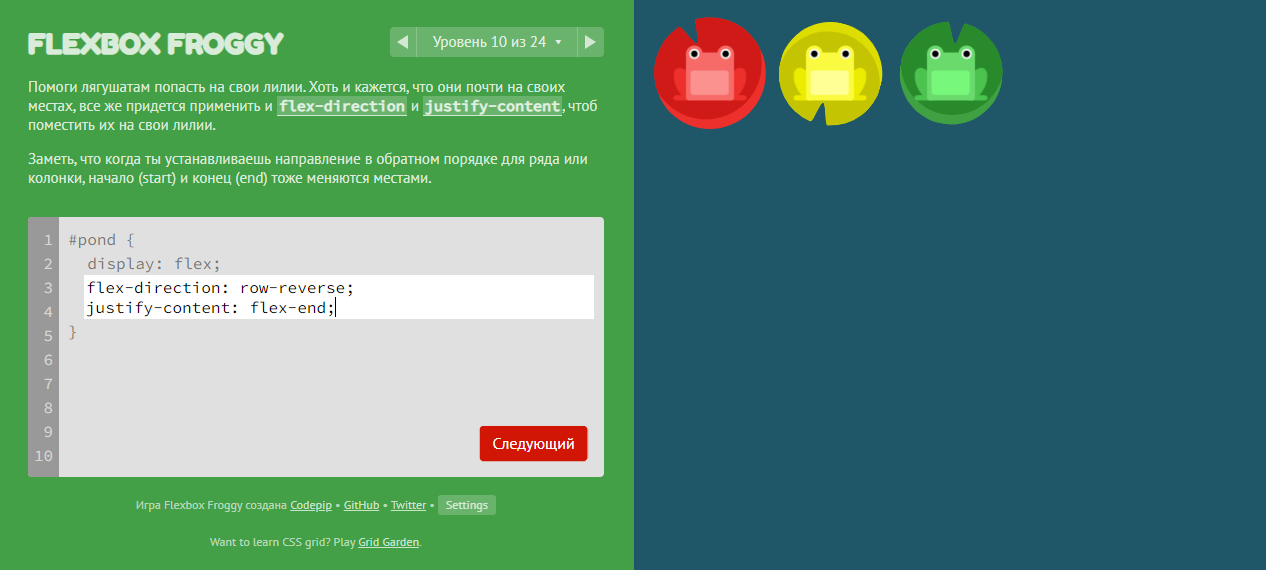 FLEXBOX FROGGY
Уровень 10 из 24
Помоги лягушатам попасть на свои лилии. Хоть и кажется, что они почти на своих
местах, все же придется применить и flex-direction и justify-content, чтоб
поместить их на свои лилии.
Заметь, что когда ты устанавливаешь направление в обратном порядке для ряда или
колонки, начало (start) и конец (end) тоже меняются местами.
1 #pond {
2 display: flex;
3 flex-direction: row-reverse;
4 justify-content: flex-end;
5 }
6
7
8
9
10
Следующий
Игра Flexbox Froggy создана Codepip • GitHub • Twitter • Settings
Want to learn CSS grid? Play Grid Garden.